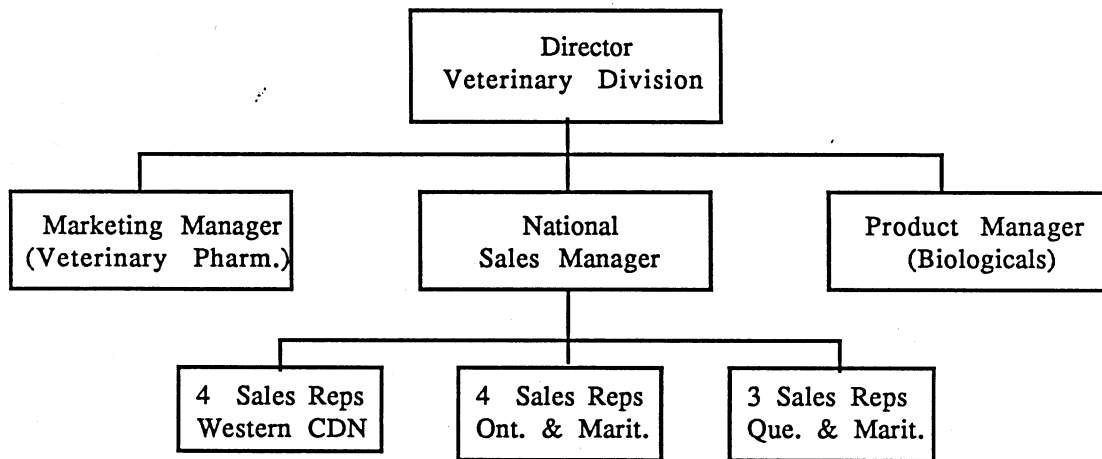 Director
Veterinary Division
Marketing Manager
(Veterinary Pharm.)
National
Sales Manager
Product Manager
(Biologicals)
4 Sales Reps
Western CDN
4 Sales Reps
Ont. & Marit.
3 Sales Reps
Que. & Marit.